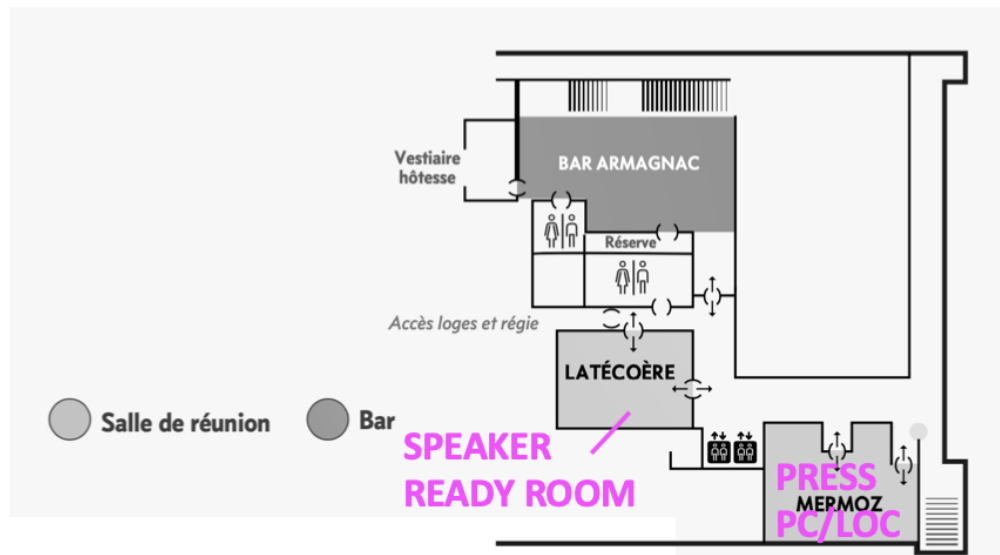 Vestiaire
hôtesse
BAR ARMAGNAC
Réserve
Accès loges et régie
LATÉCOÈRE
Salle de réunion
Bar
SPEAKER
READY ROOM
PRESS
MERMOZ
PC/LOC